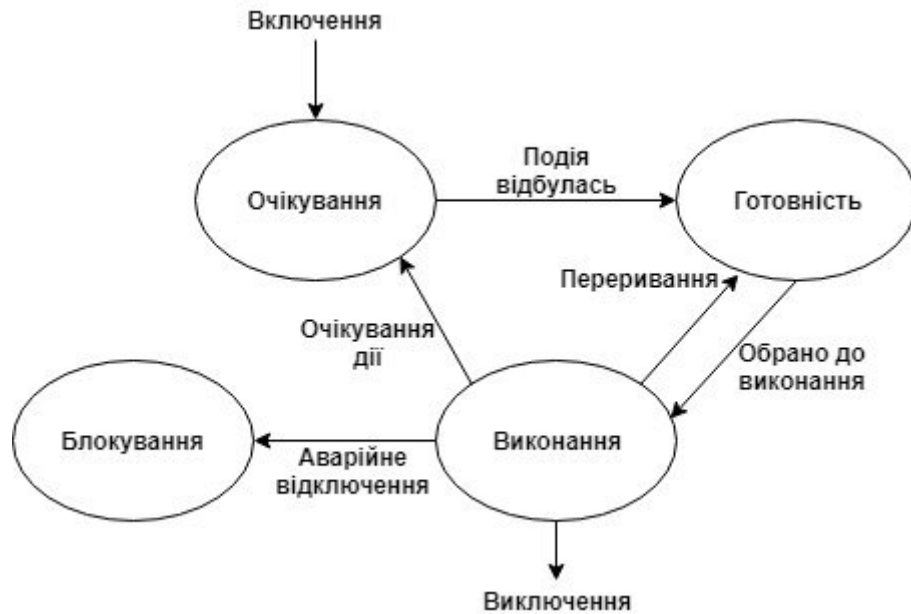 Включення
Очікування
Подія
відбулась
Готовність
Переривання
Очікування
дії
Обрано до
виконання
Блокування
Аварійне
відключення
Виконання
Виключення